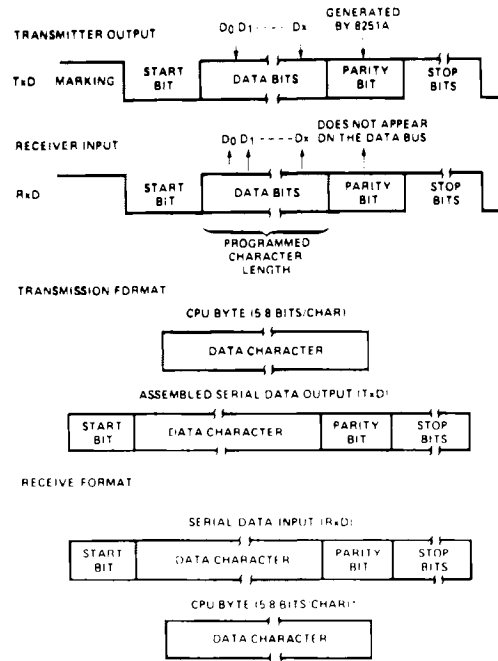 GENERATED
TRANSMITTER OUTPUT D0 D1 ----- Dx BY 8251A
TxD MARKING START BIT DATA BITS PARITY BIT STOP BITS
RECEIVER INPUT D0 D1 ----- Dx DOES NOT APPEAR ON THE DATA BUS
RxD START BIT DATA BITS PARITY BIT STOP BITS
PROGRAMMED
CHARACTER
LENGTH
TRANSMISSION FORMAT
CPU BYTE (5 8 BITS/CHAR)
DATA CHARACTER
ASSEMBLED SERIAL DATA OUTPUT (TxD)
START BIT DATA CHARACTER PARITY BIT STOP BITS
RECEIVE FORMAT
SERIAL DATA INPUT (RxD)
START BIT DATA CHARACTER PARITY BIT STOP BITS
CPU BYTE (5 8 BITS/CHAR)*
DATA CHARACTER